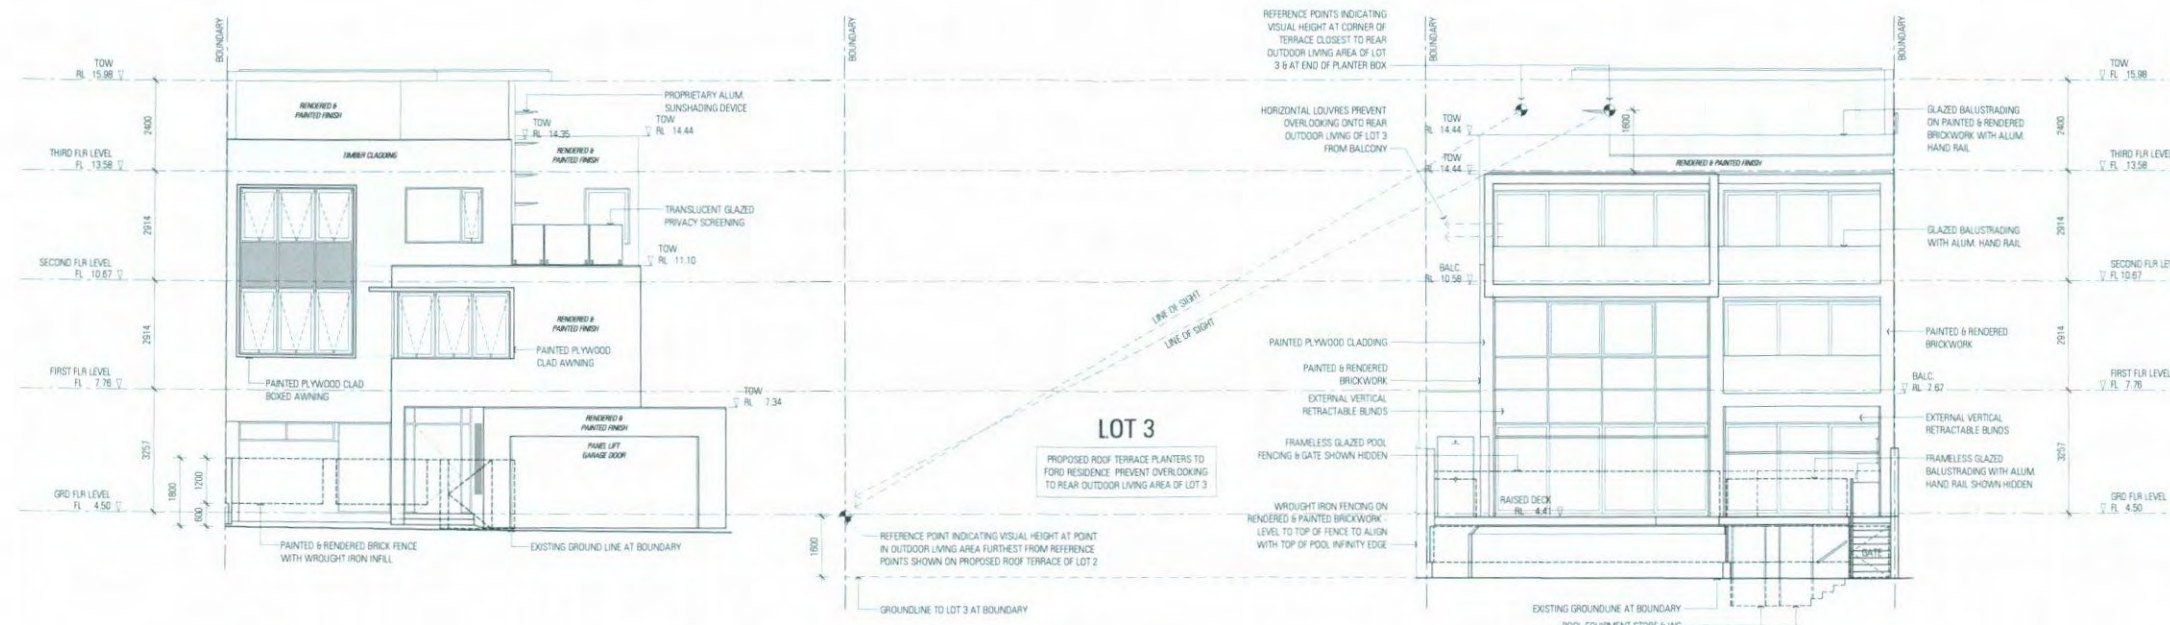 BOUNDARY
TOW
RL 15.98
2400
THIRD FLR LEVEL
FL 13.58
2914
SECOND FLR LEVEL
FL 10.67
2914
FIRST FLR LEVEL
FL 7.76
3257
GRD FLR LEVEL
FL 4.50
1800
1200
600
RENDERED &
PAINTED FINISH
TIMBER CLADDING
PROPRIETARY ALUM.
SUNSHADING DEVICE
TOW
RL 14.35
TOW
RL 14.44
RENDERED &
PAINTED FINISH
TRANSLUCENT GLAZED
PRIVACY SCREENING
TOW
RL 11.10
RENDERED &
PAINTED FINISH
PAINTED PLYWOOD
CLAD AWNING
PAINTED PLYWOOD CLAD
BOXED AWNING
TOW
RL 7.34
RENDERED &
PAINTED FINISH
PANEL LIFT
GARAGE DOOR
PAINTED & RENDERED BRICK FENCE
WITH WROUGHT IRON INFILL
EXISTING GROUND LINE AT BOUNDARY
BOUNDARY
LINE OF SIGHT
LINE OF SIGHT
LOT 3
PROPOSED ROOF TERRACE PLANTERS TO
FORD RESIDENCE PREVENT OVERLOOKING
TO REAR OUTDOOR LIVING AREA OF LOT 3
1600
REFERENCE POINT INDICATING VISUAL HEIGHT AT POINT
IN OUTDOOR LIVING AREA FURTHEST FROM REFERENCE
POINTS SHOWN ON PROPOSED ROOF TERRACE OF LOT 2
GROUNDLINE TO LOT 3 AT BOUNDARY
REFERENCE POINTS INDICATING
VISUAL HEIGHT AT CORNER OF
TERRACE CLOSEST TO REAR
OUTDOOR LIVING AREA OF LOT
3 & AT END OF PLANTER BOX
HORIZONTAL LOUVRES PREVENT
OVERLOOKING ONTO REAR
OUTDOOR LIVING OF LOT 3
FROM BALCONY
BOUNDARY
TOW
RL 14.44
TOW
RL 14.44
BALC.
RL 10.58
PAINTED PLYWOOD CLADDING
PAINTED & RENDERED
BRICKWORK
EXTERNAL VERTICAL
RETRACTABLE BLINDS
FRAMELESS GLAZED POOL
FENCING & GATE SHOWN HIDDEN
WROUGHT IRON FENCING ON
RENDERED & PAINTED BRICKWORK -
LEVEL TO TOP OF FENCE TO ALIGN
WITH TOP OF POOL INFINITY EDGE
1600
RENDERED & PAINTED FINISH
RAISED DECK
RL 4.41
GATE
EXISTING GROUNDLINE AT BOUNDARY
BOUNDARY
GLAZED BALUSTRADING
ON PAINTED & RENDERED
BRICKWORK WITH ALUM.
HAND RAIL
GLAZED BALUSTRADING
WITH ALUM. HAND RAIL
PAINTED & RENDERED
BRICKWORK
BALC.
RL 7.67
EXTERNAL VERTICAL
RETRACTABLE BLINDS
FRAMELESS GLAZED
BALUSTRADING WITH ALUM.
HAND RAIL SHOWN HIDDEN
TOW
FL 15.98
2400
THIRD FLR LEVEL
FL 13.58
2914
SECOND FLR LE
FL 10.67
2914
FIRST FLR LEVEL
FL 7.76
3257
GRD FLR LEVEL
FL 4.50